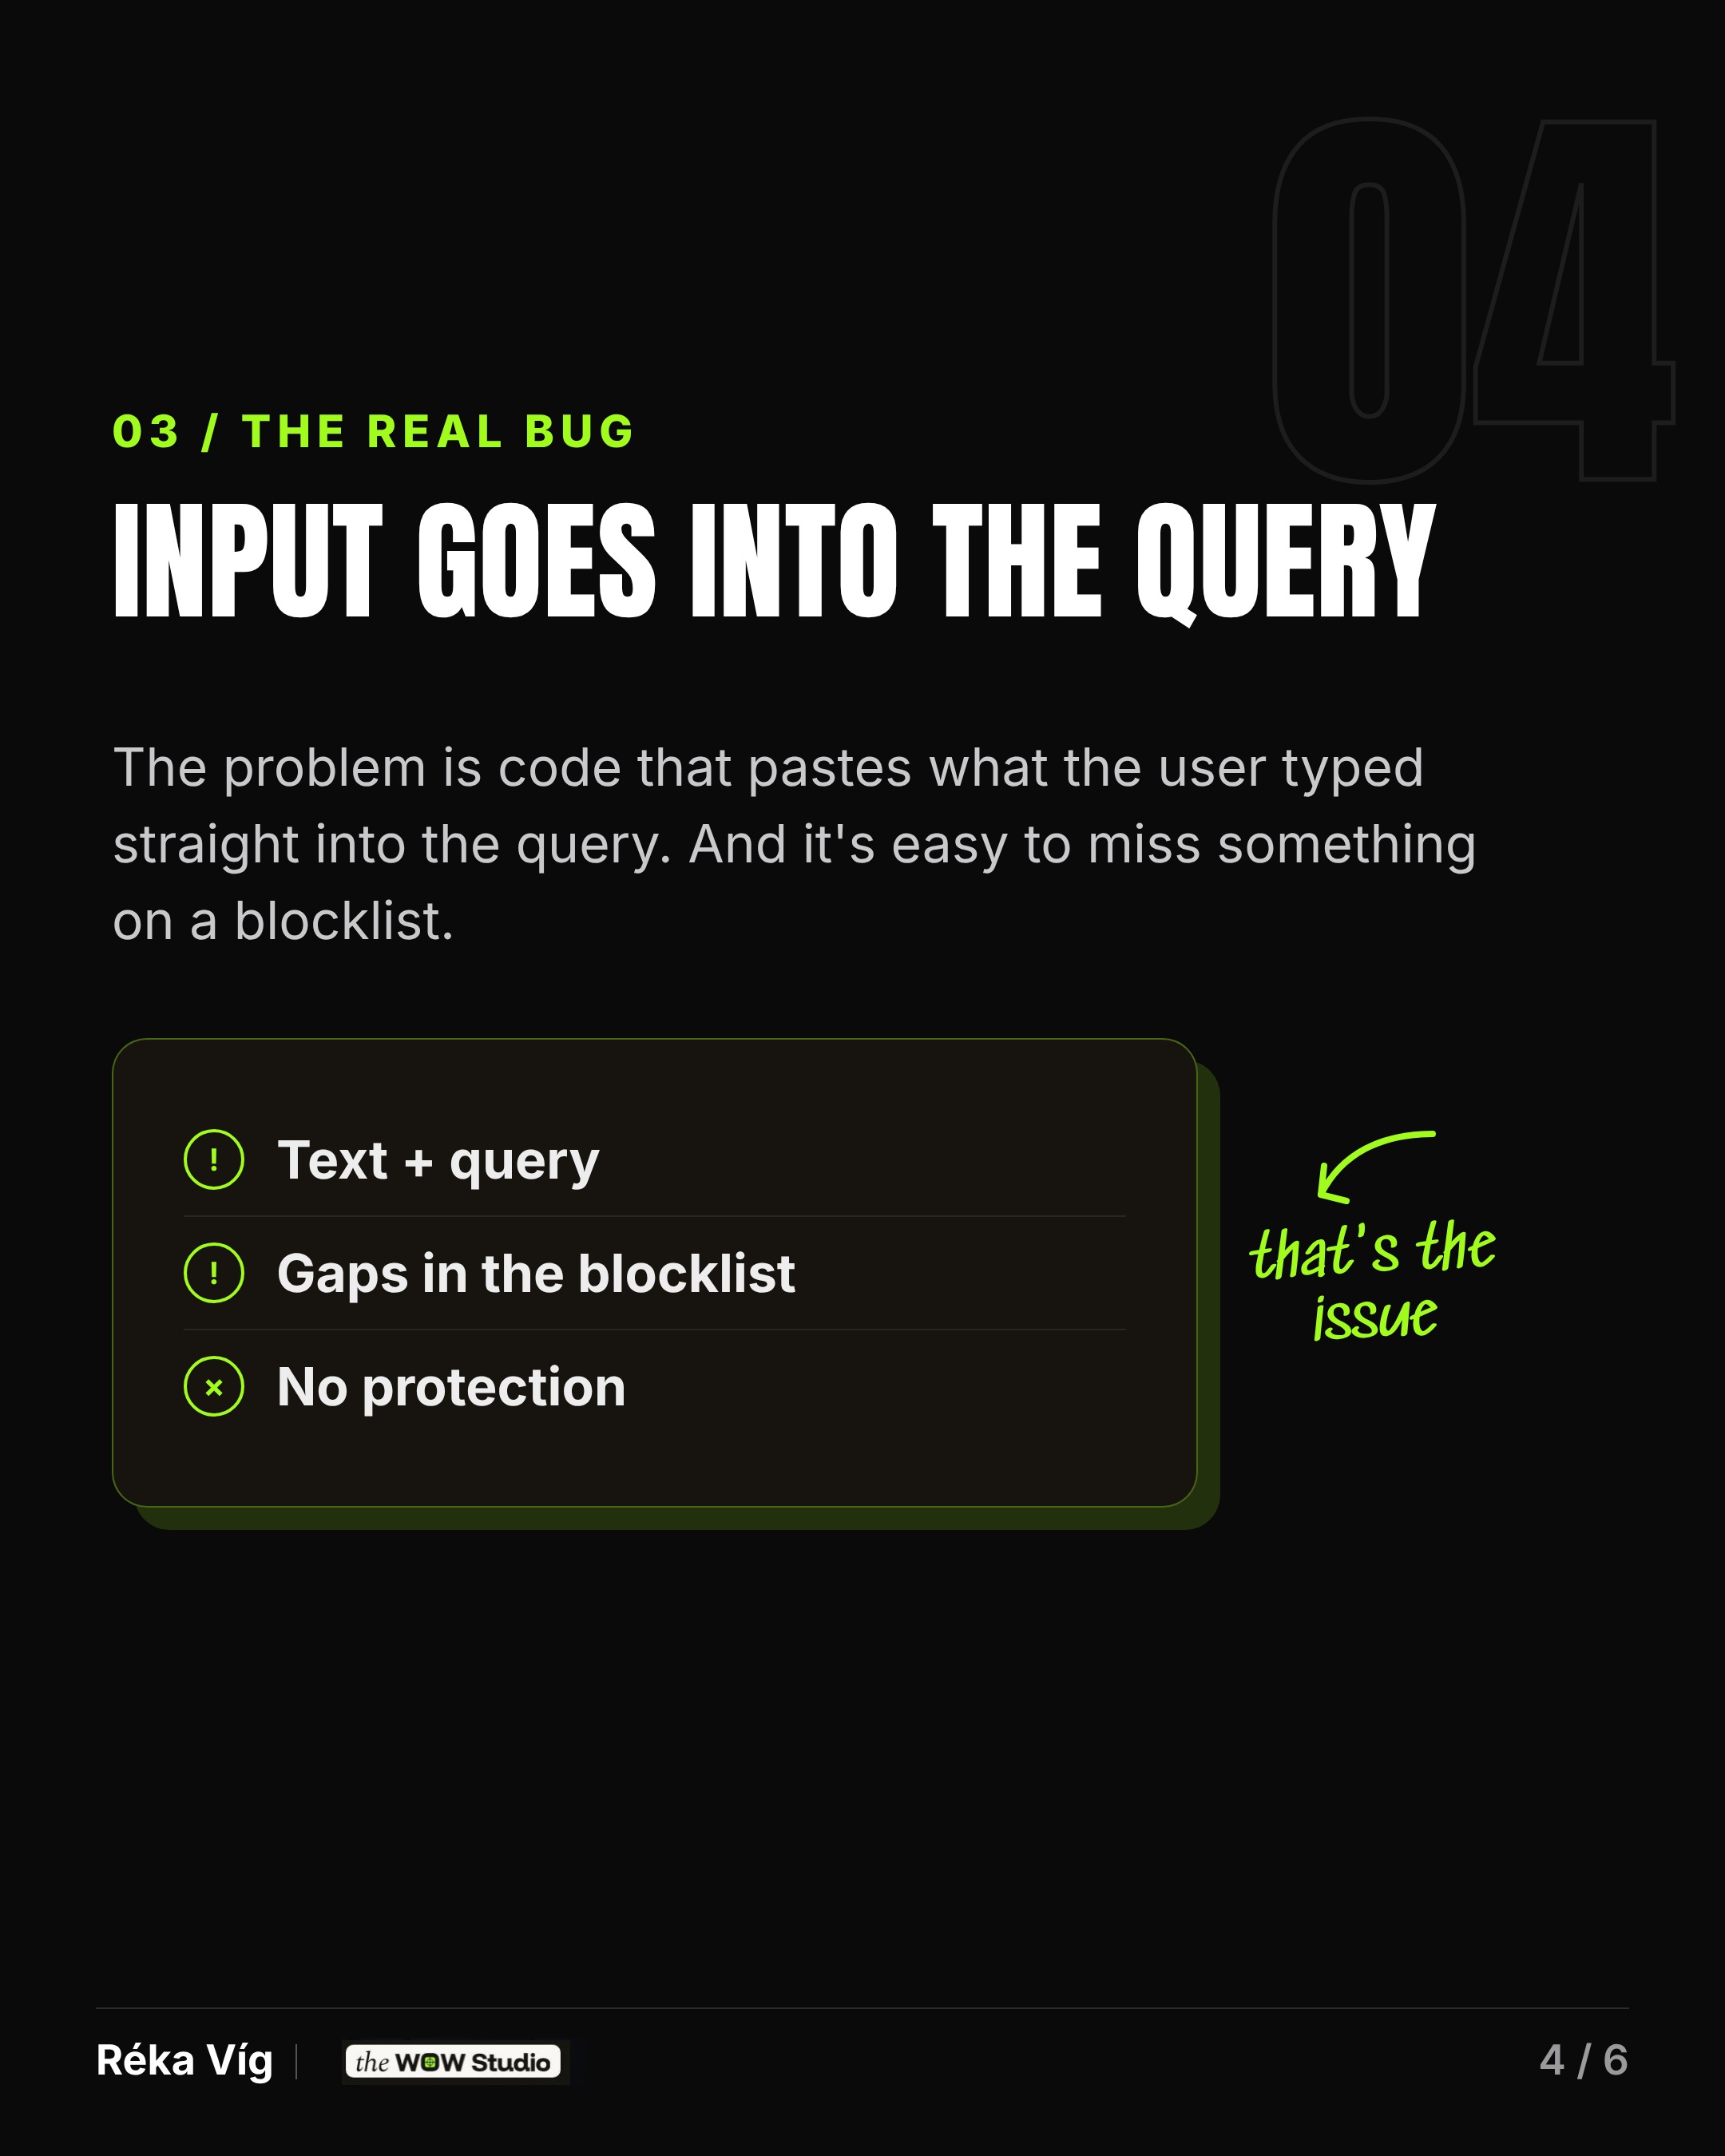 04
03 / THE REAL BUG
INPUT GOES INTO THE QUERY
The problem is code that pastes what the user typed
straight into the query. And it's easy to miss something
on a blocklist.
! Text + query
! Gaps in the blocklist
× No protection
that's the
issue
Réka Víg | the WOW Studio
4 / 6